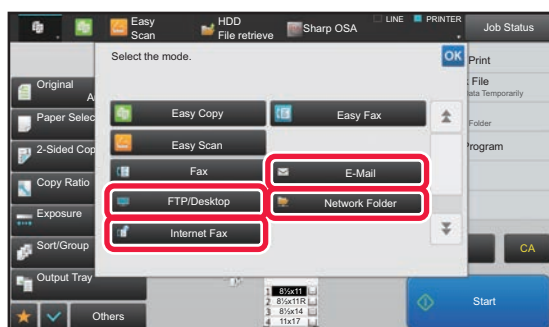 Easy
Scan
HDD
File retrieve
Sharp OSA
LINE
PRINTER
Job Status
Select the mode.
OK
Print
File
ata Temporarily
Folder
Program
Original
A
Paper Selec
2-Sided Cop
Copy Ratio
Exposure
Sort/Group
Output Tray
Others
Easy Copy
Easy Fax
Easy Scan
Fax
E-Mail
FTP/Desktop
Network Folder
Internet Fax
1 8½x11
2 8½x11R
3 8½x14
4 11x17
CA
Start